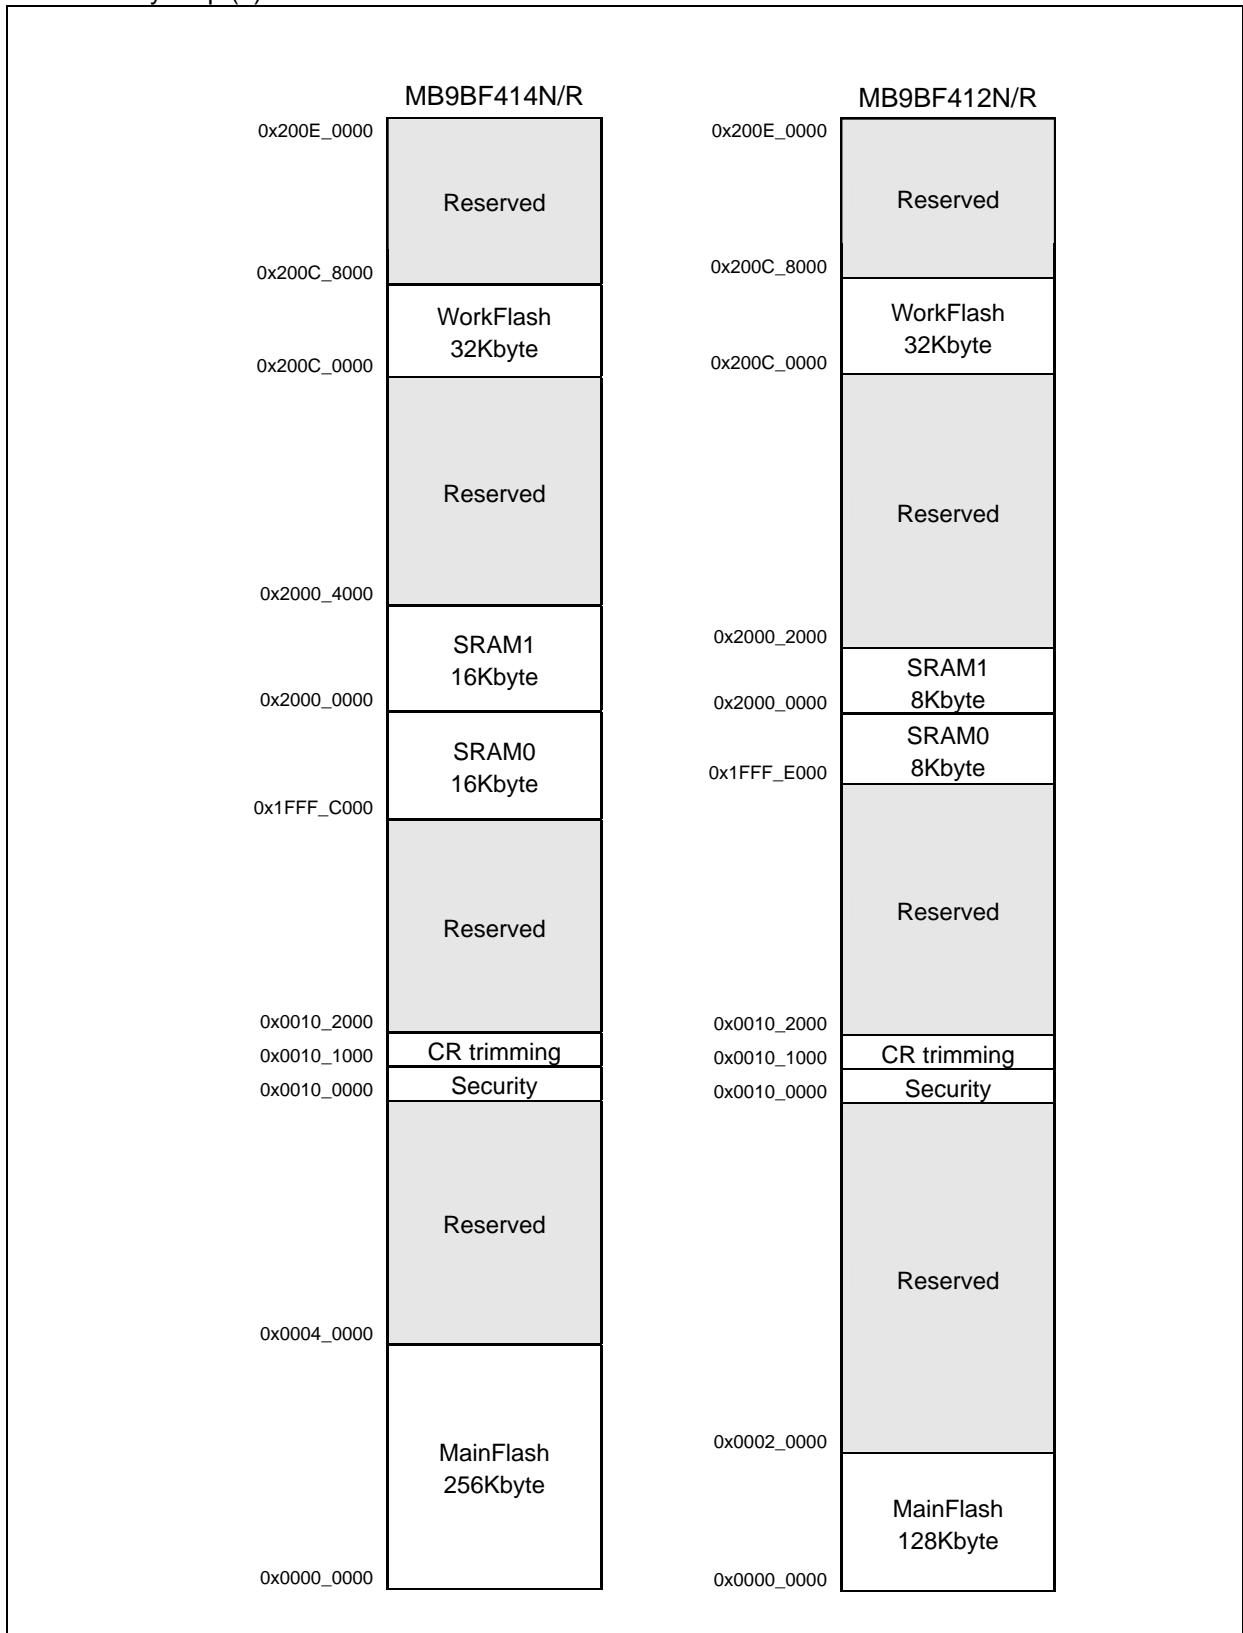 MB9BF414N/R
0x200E_0000
Reserved
0x200C_8000
WorkFlash
32Kbyte
0x200C_0000
Reserved
0x2000_4000
SRAM1
16Kbyte
0x2000_0000
SRAM0
16Kbyte
0x1FFF_C000
Reserved
0x0010_2000
CR trimming
0x0010_1000
Security
0x0010_0000
Reserved
0x0004_0000
MainFlash
256Kbyte
0x0000_0000
MB9BF412N/R
0x200E_0000
Reserved
0x200C_8000
WorkFlash
32Kbyte
0x200C_0000
Reserved
0x2000_2000
SRAM1
8Kbyte
0x2000_0000
SRAM0
8Kbyte
0x1FFF_E000
Reserved
0x0010_2000
CR trimming
0x0010_1000
Security
0x0010_0000
Reserved
0x0002_0000
MainFlash
128Kbyte
0x0000_0000